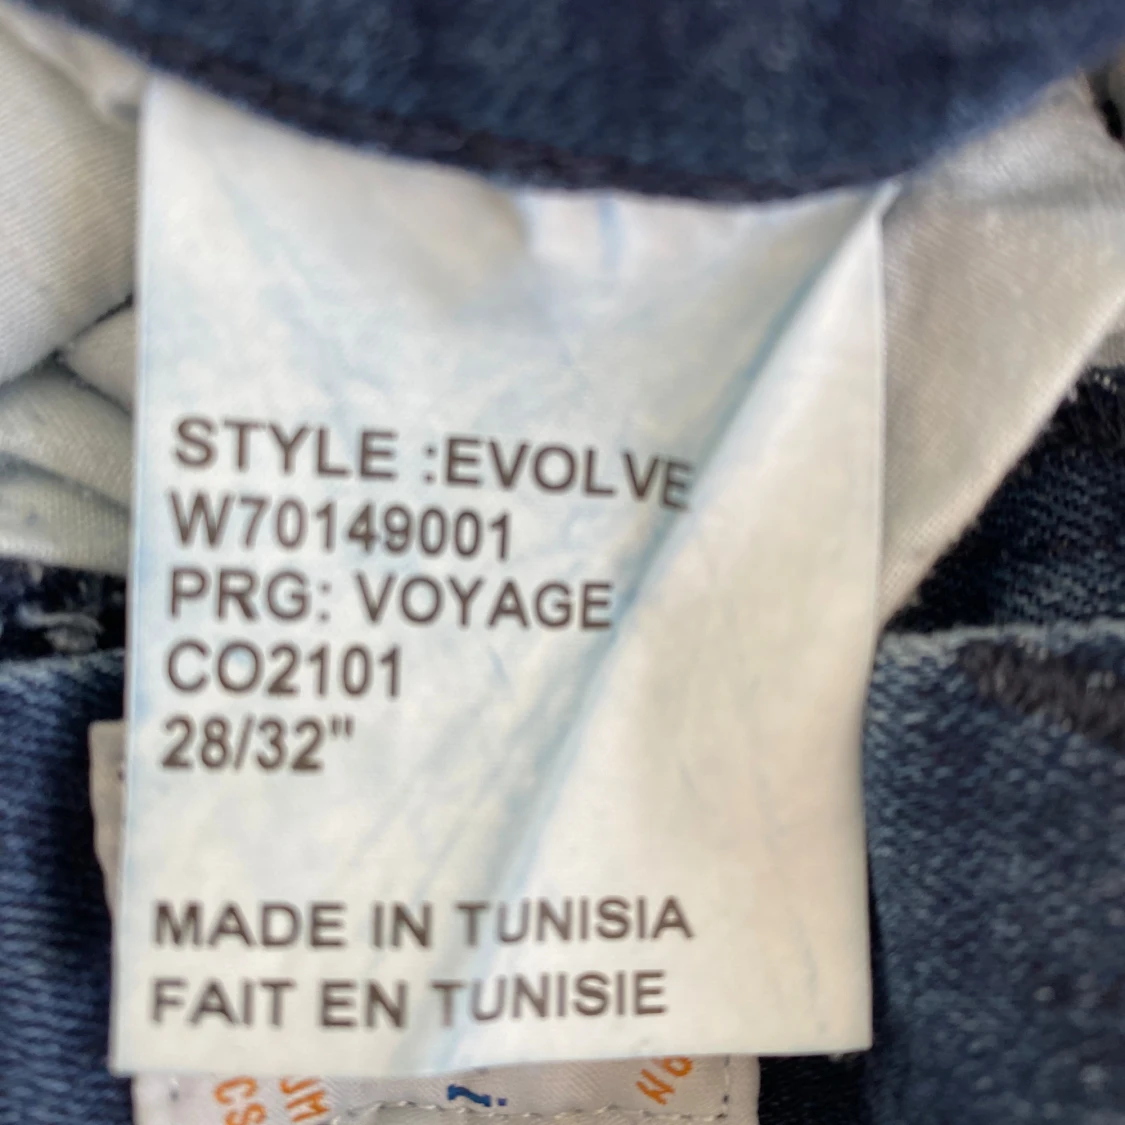 STYLE :EVOLVE
W70149001
PRG: VOYAGE
CO2101
28/32"
MADE IN TUNISIA
FAIT EN TUNISIE